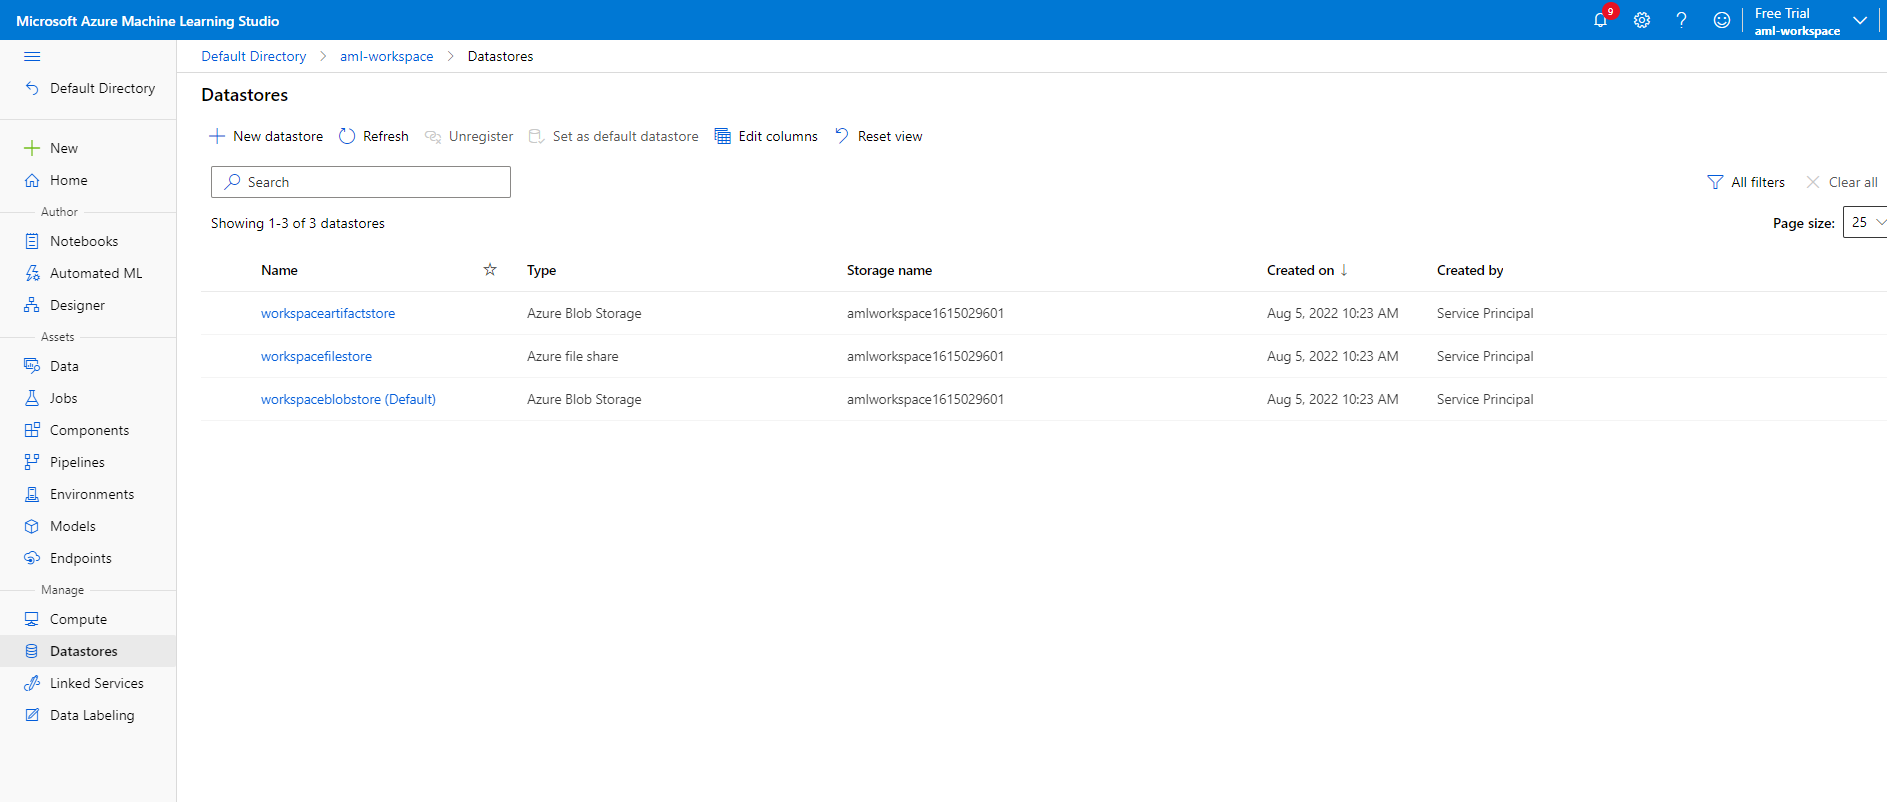 Microsoft Azure Machine Learning Studio
9
Free Trial
aml-workspace
Default Directory
New
Home
Author
Notebooks
Automated ML
Designer
Assets
Data
Jobs
Components
Pipelines
Environments
Models
Endpoints
Manage
Compute
Datastores
Linked Services
Data Labeling
Default Directory > aml-workspace > Datastores
Datastores
New datastore Refresh Unregister Set as default datastore Edit columns Reset view
Search
All filters Clear all
Showing 1-3 of 3 datastores
Page size: 25
Name Type Storage name Created on ↓ Created by
workspaceartifactstore Azure Blob Storage amlworkspace1615029601 Aug 5, 2022 10:23 AM Service Principal
workspacefilestore Azure file share amlworkspace1615029601 Aug 5, 2022 10:23 AM Service Principal
workspaceblobstore (Default) Azure Blob Storage amlworkspace1615029601 Aug 5, 2022 10:23 AM Service Principal